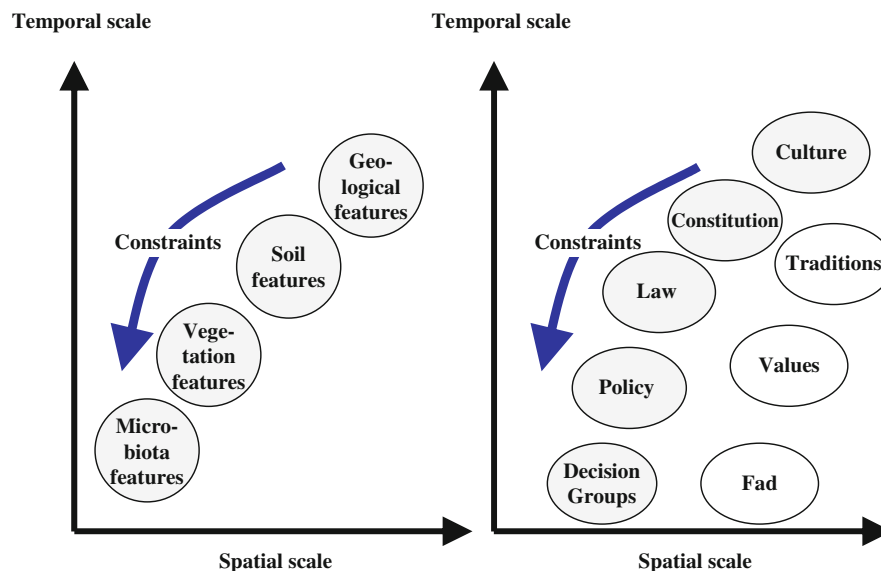 Temporal scale
Geo-
logical
features
Constraints
Soil
features
Vege-
tation
features
Micro-
biota
features
Spatial scale
Temporal scale
Culture
Constitution
Constraints
Traditions
Law
Values
Policy
Decision
Groups
Fad
Spatial scale